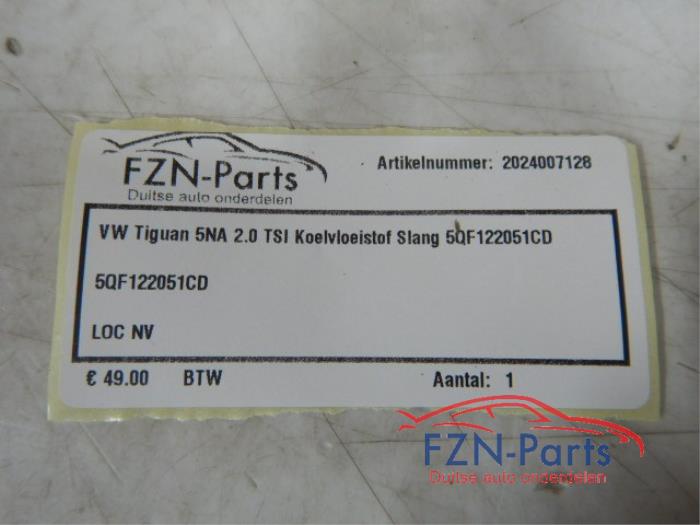 FZN-Parts
Duitse auto onderdelen
Artikelnummer: 2024007128
VW Tiguan 5NA 2.0 TSI Koelvloeistof Slang 5QF122051CD
5QF122051CD
LOC NV
€ 49.00 BTW Aantal: 1
FZN-Parts
Duitse auto onderdelen